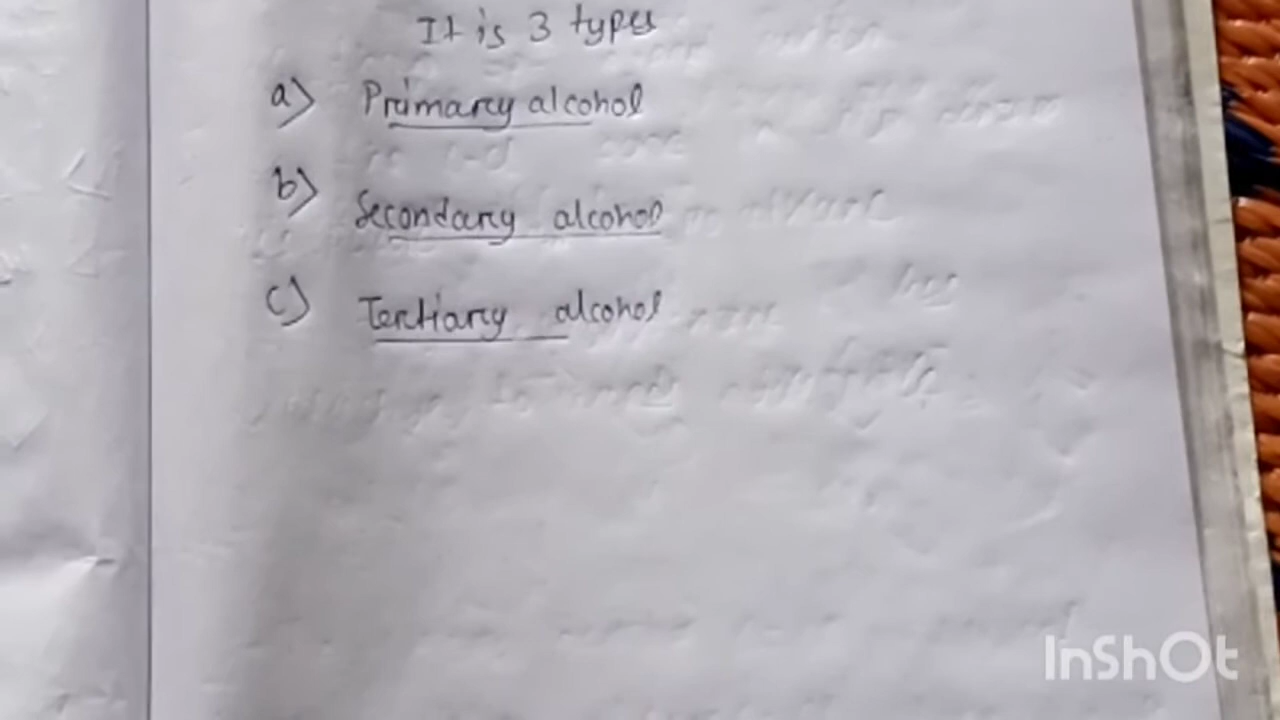 It is 3 types
a) Primary alcohol
b) Secondary alcohol
c) Tertiary alcohol
InShOt